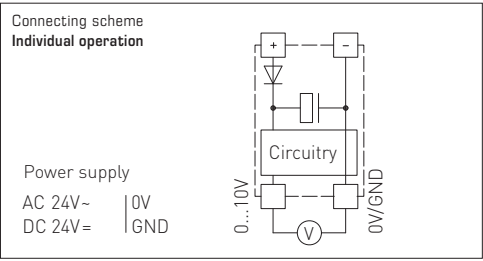 Connecting scheme
Individual operation
+ −
Circuitry
Power supply
AC 24V~ 0V
DC 24V= GND
0...10V
0V/GND
V